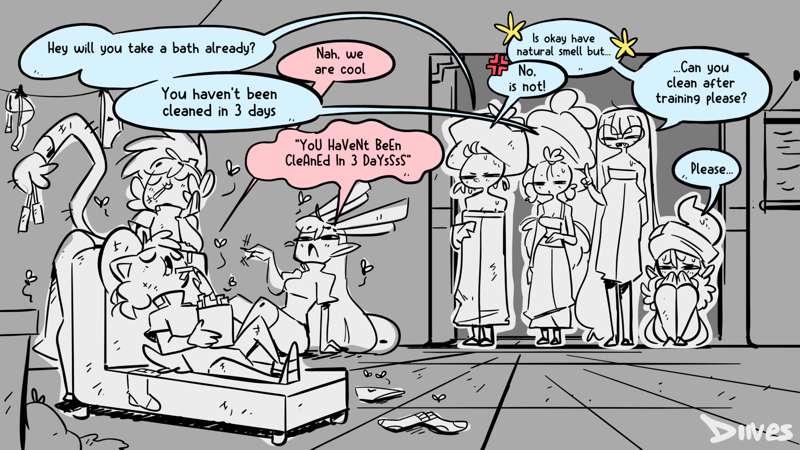 Hey will you take a bath already?
Nah, we
are cool
You haven't been
cleaned in 3 days
"YoU HaVeNt BeEn
CleAnEd In 3 DaYsSsS"
Is okay have
natural smell but...
No,
is not!
...Can you
clean after
training please?
Please...
Diives